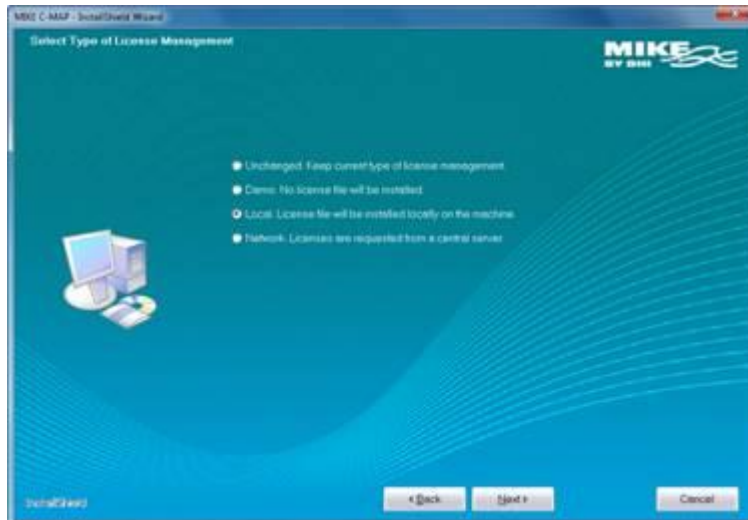 MIKE C-MAP - InstallShield Wizard
Select Type of License Management
MIKE
BY DHI
Unchanged. Keep current type of license management.
Demo. No license file will be installed.
Local. License file will be installed locally on the machine.
Network. Licenses are requested from a central server.
InstallShield
< Back
Next >
Cancel